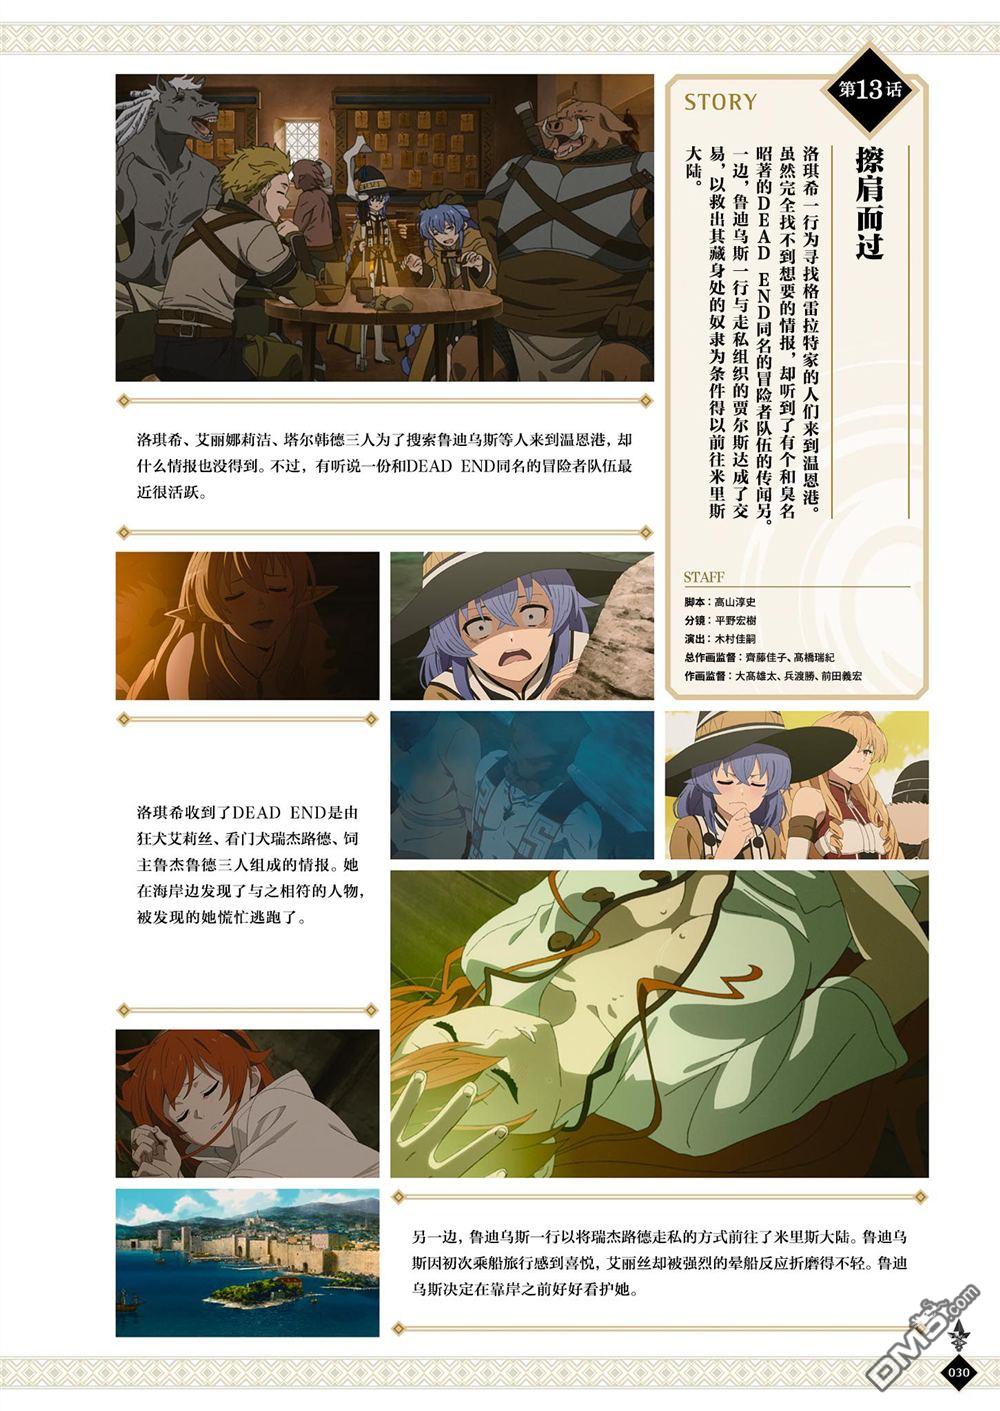 第13话
擦肩而过
STORY
洛琪希一行为寻找格雷拉特家的人们来到温恩港。
虽然完全找不到想要的情报，却听到了有个和臭名
昭著的DEAD END同名的冒险者队伍的传闻另。
一边，鲁迪乌斯一行与走私组织的贾尔斯达成了交
易，以救出其藏身处的奴隶为条件得以前往米里斯
大陆。
STAFF
脚本：高山淳史
分镜：平野宏樹
演出：木村佳嗣
总作画监督：齊藤佳子、髙橋瑞紀
作画监督：大髙雄太、兵渡勝、前田義宏
洛琪希、艾丽娜莉洁、塔尔韩德三人为了搜索鲁迪乌斯等人来到温恩港，却
什么情报也没得到。不过，有听说一份和DEAD END同名的冒险者队伍最
近很活跃。
洛琪希收到了DEAD END是由
狂犬艾莉丝、看门犬瑞杰路德、饲
主鲁杰鲁德三人组成的情报。她
在海岸边发现了与之相符的人物，
被发现的她慌忙逃跑了。
另一边，鲁迪乌斯一行以将瑞杰路德走私的方式前往了米里斯大陆。鲁迪乌
斯因初次乘船旅行感到喜悦，艾丽丝却被强烈的晕船反应折磨得不轻。鲁迪
乌斯决定在靠岸之前好好看护她。
DM5.com
030